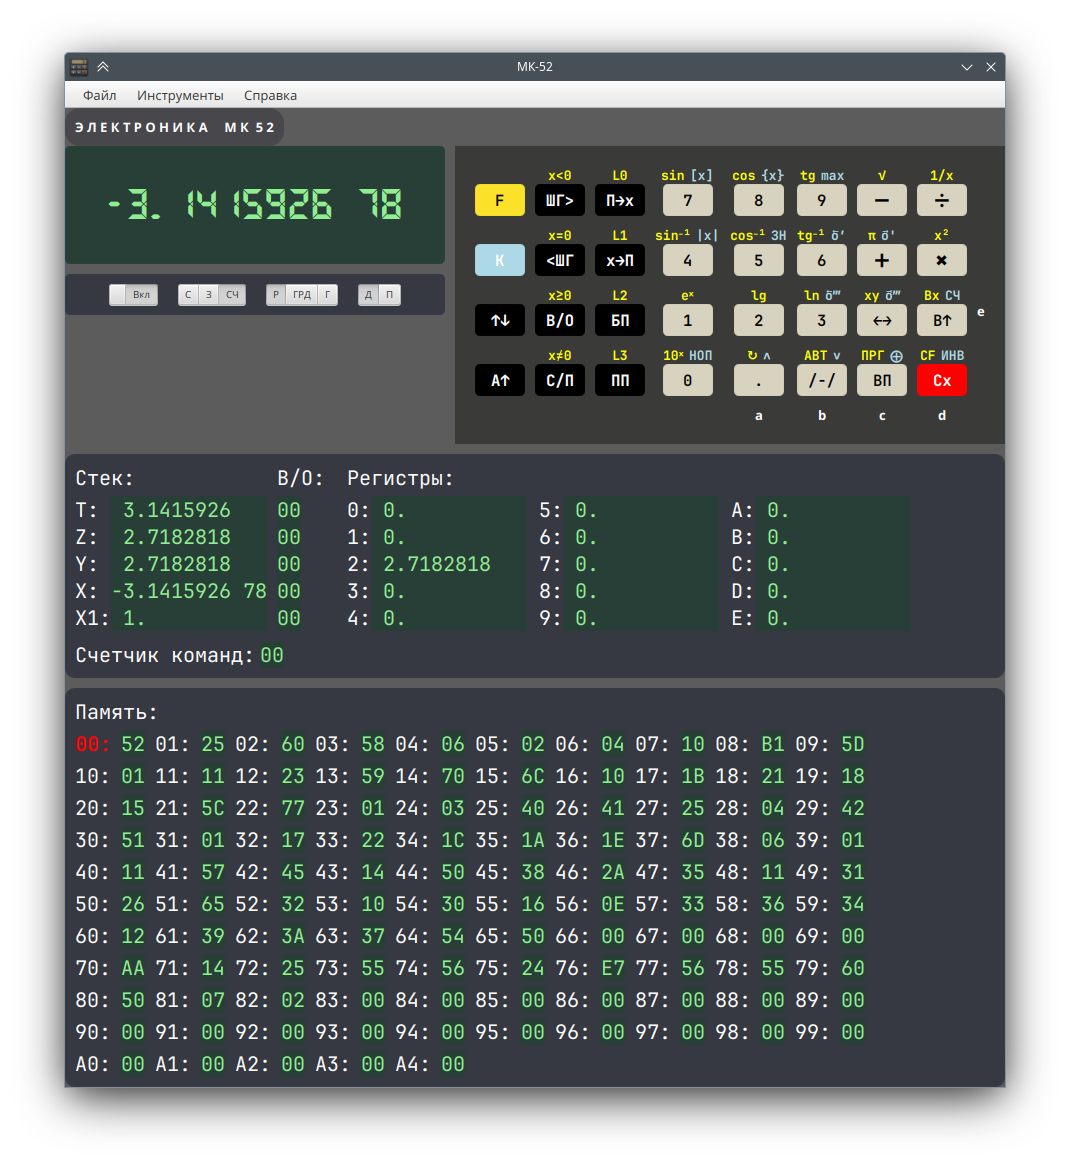 МК-52
Файл Инструменты Справка
ЭЛЕКТРОНИКА МК 52
-3.1415926 78
Вкл С З СЧ Р ГРД Г Д П
x<0 L0 sin [x] cos {x} tg max √ 1/x
F ШГ> П→x 7 8 9 − ÷
x=0 L1 sin⁻¹ |x| cos⁻¹ ЗН tg⁻¹ x²
K <ШГ x→П 4 5 6 + ×
x≥0 L2 eˣ lg ln xy Вх СЧ
↑↓ В/О БП 1 2 3 ↔ В↑ e
x≠0 L3 10ˣ НОП ↻ ∧ АВТ ∨ ПРГ ⊕ CF ИНВ
А↑ С/П ПП 0 . /-/ ВП Cx
a b c d
Стек: В/О: Регистры:
T: 3.1415926 00 0: 0. 5: 0. A: 0.
Z: 2.7182818 00 1: 0. 6: 0. B: 0.
Y: 2.7182818 00 2: 2.7182818 7: 0. C: 0.
X: -3.1415926 78 00 3: 0. 8: 0. D: 0.
X1: 1. 00 4: 0. 9: 0. E: 0.
Счетчик команд: 00
Память:
00: 52 01: 25 02: 60 03: 58 04: 06 05: 02 06: 04 07: 10 08: B1 09: 5D
10: 01 11: 11 12: 23 13: 59 14: 70 15: 6C 16: 10 17: 1B 18: 21 19: 18
20: 15 21: 5C 22: 77 23: 01 24: 03 25: 40 26: 41 27: 25 28: 04 29: 42
30: 51 31: 01 32: 17 33: 22 34: 1C 35: 1A 36: 1E 37: 6D 38: 06 39: 01
40: 11 41: 57 42: 45 43: 14 44: 50 45: 38 46: 2A 47: 35 48: 11 49: 31
50: 26 51: 65 52: 32 53: 10 54: 30 55: 16 56: 0E 57: 33 58: 36 59: 34
60: 12 61: 39 62: 3A 63: 37 64: 54 65: 50 66: 00 67: 00 68: 00 69: 00
70: AA 71: 14 72: 25 73: 55 74: 56 75: 24 76: E7 77: 56 78: 55 79: 60
80: 50 81: 07 82: 02 83: 00 84: 00 85: 00 86: 00 87: 00 88: 00 89: 00
90: 00 91: 00 92: 00 93: 00 94: 00 95: 00 96: 00 97: 00 98: 00 99: 00
A0: 00 A1: 00 A2: 00 A3: 00 A4: 00